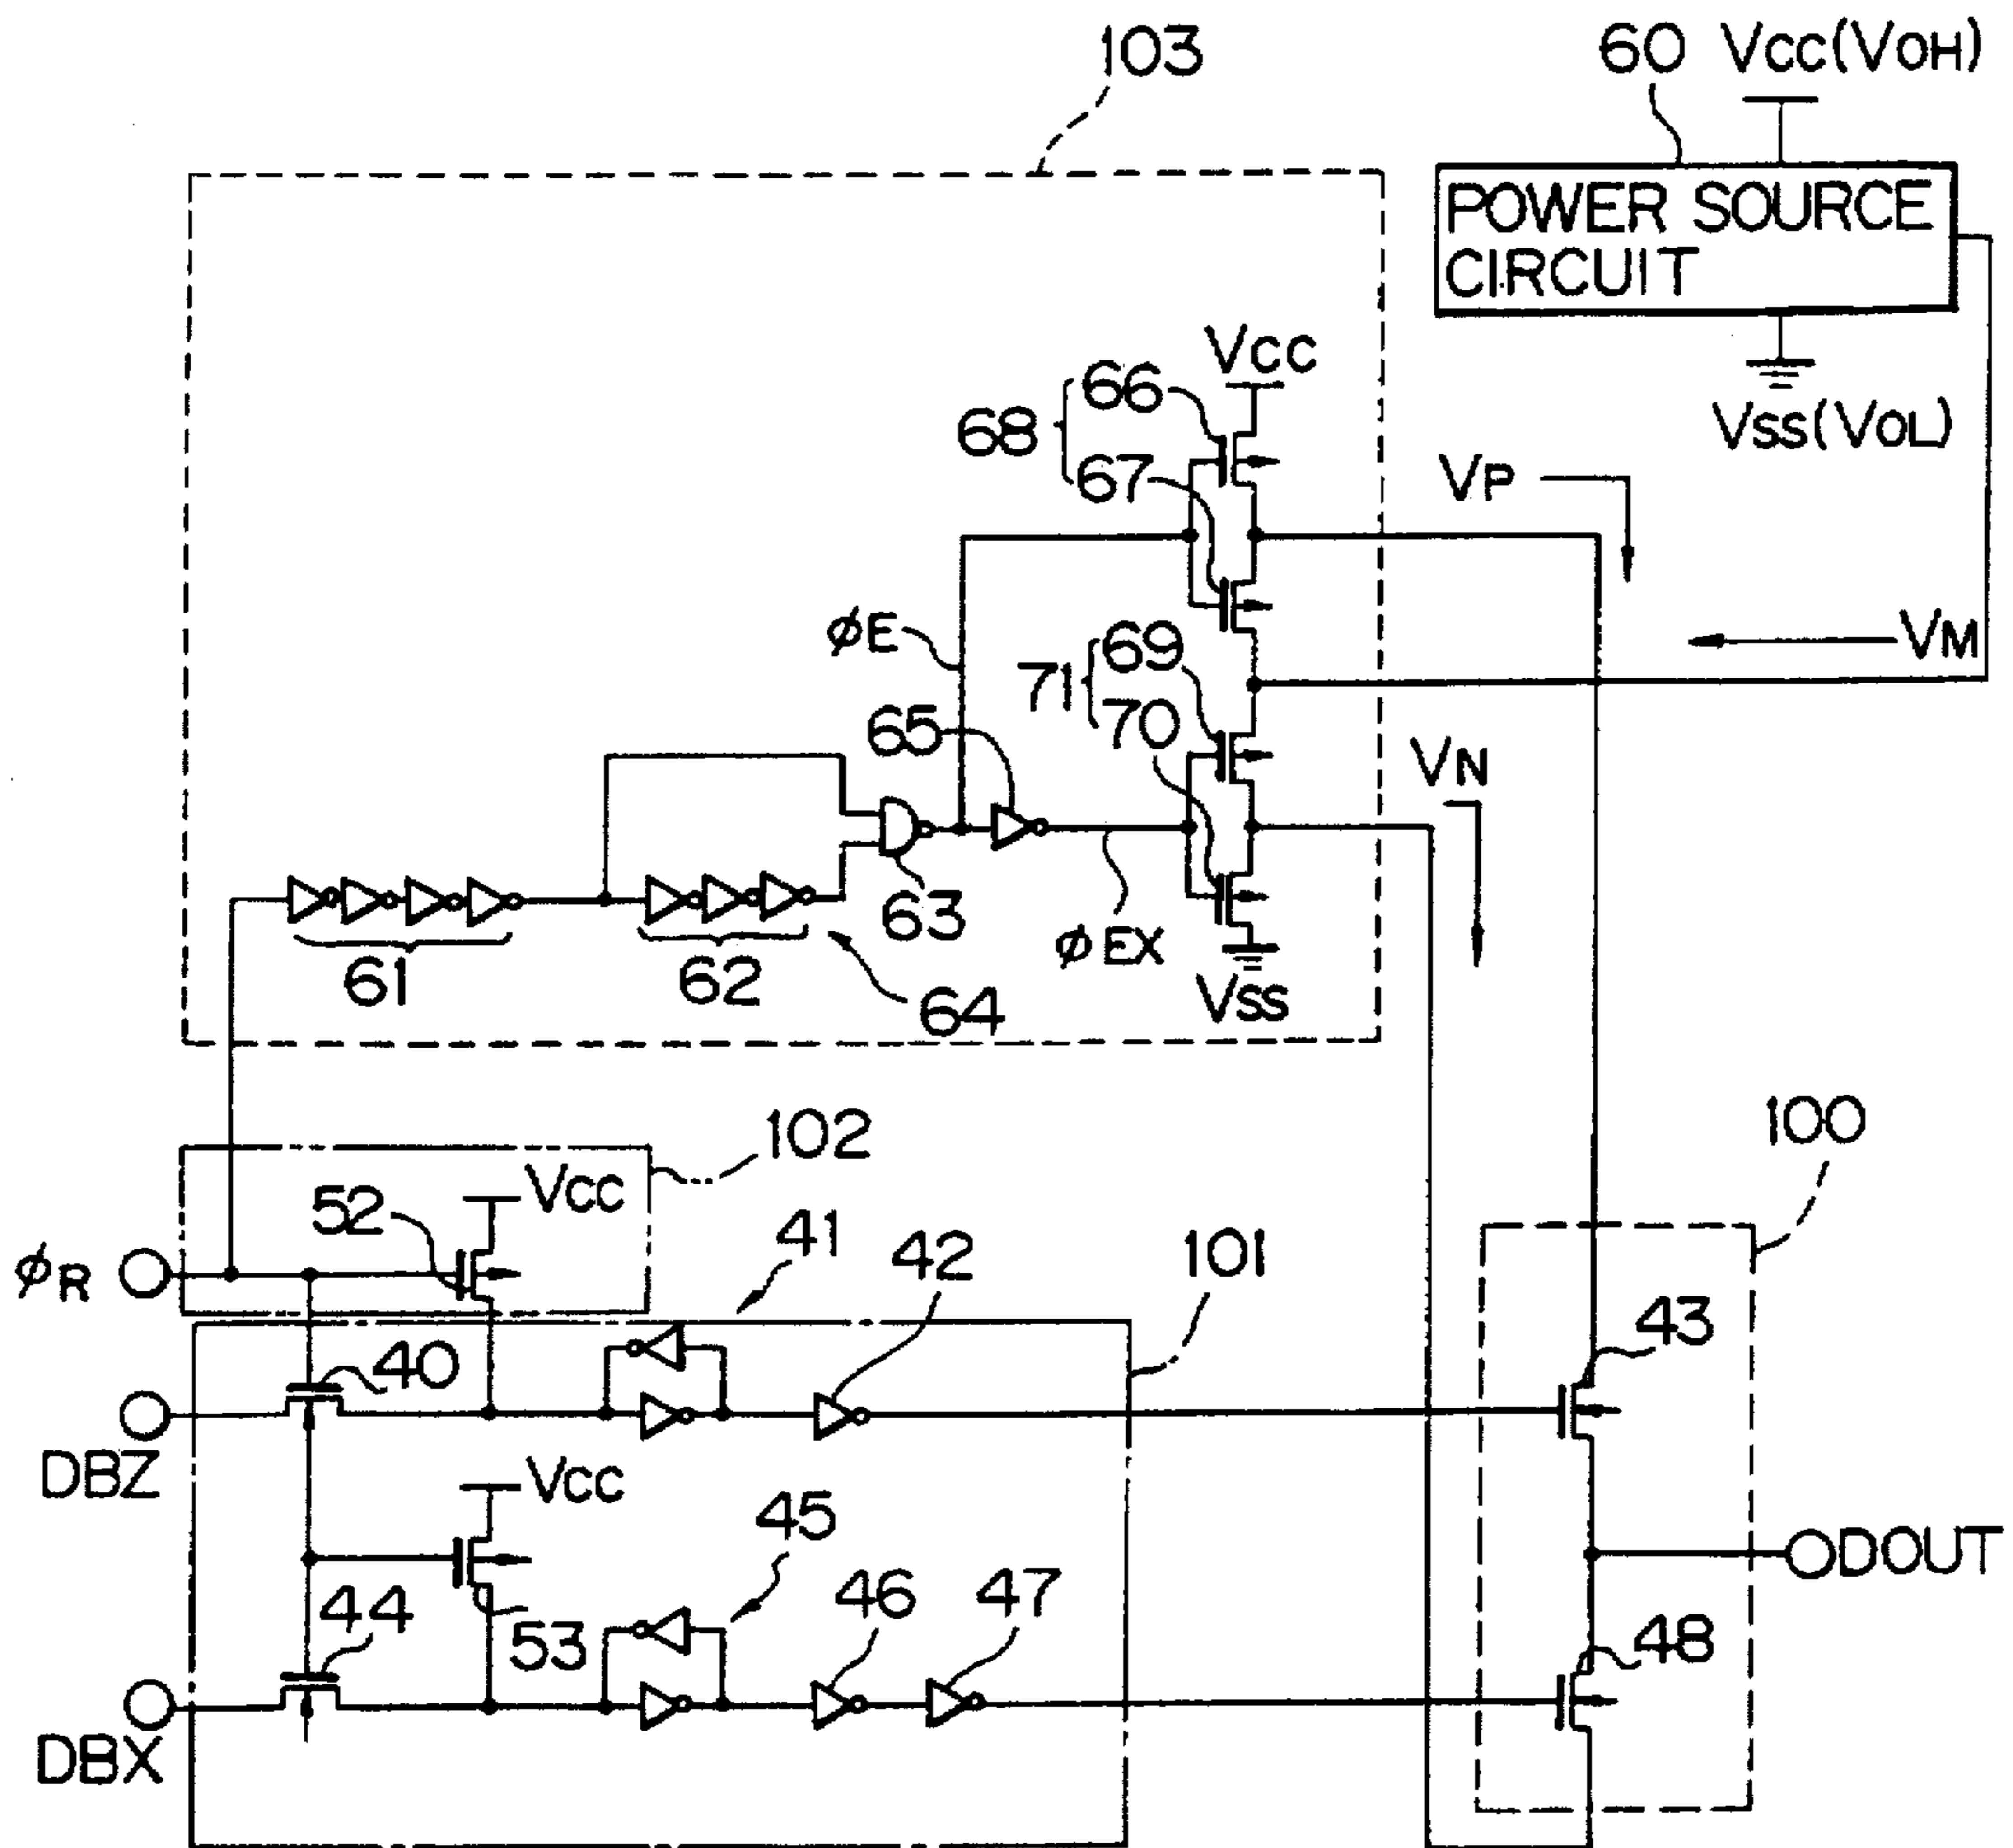 103
60 VCC(VOH)
POWER SOURCE
CIRCUIT
VCC
VSS(VOL)
68
66
67
VP
φE
VM
71
69
70
65
VN
63
61
62
64
φEX
VSS
102
100
VCC
52
41
42
101
φR
43
40
DBZ
VCC
45
DOUT
46
47
44
53
48
DBX